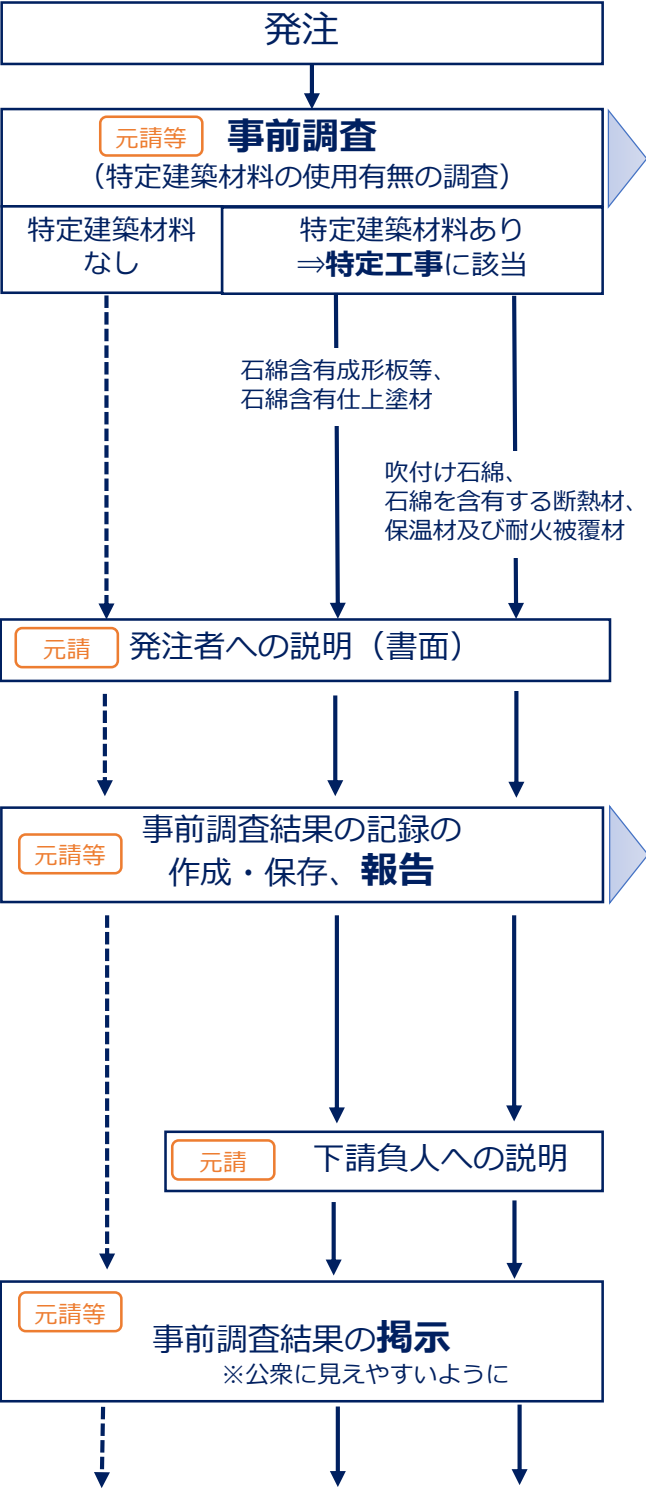 発注
元請等 事前調査
（特定建築材料の使用有無の調査）
特定建築材料
なし
特定建築材料あり
⇒特定工事に該当
石綿含有成形板等、
石綿含有仕上塗材
吹付け石綿、
石綿を含有する断熱材、
保温材及び耐火被覆材
元請 発注者への説明（書面）
元請等
事前調査結果の記録の
作成・保存、報告
元請 下請負人への説明
元請等
事前調査結果の掲示
※公衆に見えやすいように